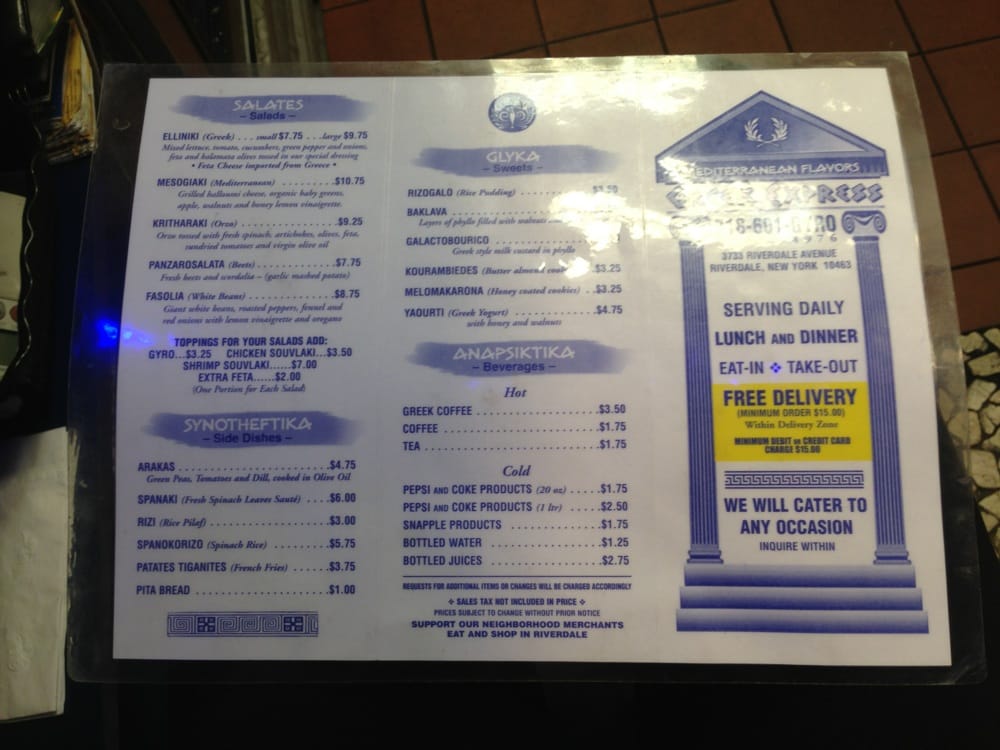 SALATES
– Salads –
ELLINIKI (Greek) . . . small $7.75 . . . large $9.75
Mixed lettuce, tomato, cucumbers, green pepper and onions,
feta and kalamata olives tossed in our special dressing
• Feta Cheese imported from Greece •
MESOGIAKI (Mediterranean) . . . . . . . . . $10.75
Grilled halloumi cheese, organic baby greens,
apple, walnuts and honey lemon vinaigrette.
KRITHARAKI (Orzo) . . . . . . . . . . . . . . $9.25
Orzo tossed with fresh spinach, artichokes, olives, feta,
sundried tomatoes and virgin olive oil
PANZAROSALATA (Beets) . . . . . . . . . . . $7.75
Fresh beets and scordalia – (garlic mashed potato)
FASOLIA (White Beans) . . . . . . . . . . . . $8.75
Giant white beans, roasted peppers, fennel and
red onions with lemon vinaigrette and oregano
TOPPINGS FOR YOUR SALADS ADD:
GYRO...$3.25 CHICKEN SOUVLAKI...$3.50
SHRIMP SOUVLAKI......$7.00
EXTRA FETA......$2.00
(One Portion for Each Salad)
SYNOTHEFTIKA
– Side Dishes –
ARAKAS . . . . . . . . . . . . . . . . . . . . $4.75
Green Peas, Tomatoes and Dill, cooked in Olive Oil
SPANAKI (Fresh Spinach Leaves Sauté) . . . . $6.00
RIZI (Rice Pilaf) . . . . . . . . . . . . . . . . $3.00
SPANOKORIZO (Spinach Rice) . . . . . . . . $5.75
PATATES TIGANITES (French Fries) . . . . . $3.75
PITA BREAD . . . . . . . . . . . . . . . . . . $1.00
GLYKA
– Sweets –
RIZOGALO (Rice Pudding) . . . . . . . . . .
BAKLAVA . . . . . . . . . .
Layers of phyllo filled with walnuts
GALACTOBOURICO
Greek style milk custard in phyllo
KOURAMBIEDES (Butter almond . . $3.25
MELOMAKARONA (Honey coated cookies) . . $3.25
YAOURTI (Greek Yogurt) . . . . . . . . . . . $4.75
with honey and walnuts
ANAPSIKTIKA
– Beverages –
Hot
GREEK COFFEE . . . . . . . . . . . . . . . . $3.50
COFFEE . . . . . . . . . . . . . . . . . . . . $1.75
TEA . . . . . . . . . . . . . . . . . . . . . . . $1.75
Cold
PEPSI AND COKE PRODUCTS (20 oz) . . . . . $1.75
PEPSI AND COKE PRODUCTS (1 ltr) . . . . . $2.50
SNAPPLE PRODUCTS . . . . . . . . . . . . . $1.75
BOTTLED WATER . . . . . . . . . . . . . . . $1.25
BOTTLED JUICES . . . . . . . . . . . . . . . $2.75
REQUESTS FOR ADDITIONAL ITEMS OR CHANGES WILL BE CHARGED ACCORDINGLY
❖ SALES TAX NOT INCLUDED IN PRICE ❖
PRICES SUBJECT TO CHANGE WITHOUT PRIOR NOTICE
SUPPORT OUR NEIGHBORHOOD MERCHANTS
EAT AND SHOP IN RIVERDALE
MEDITERRANEAN FLAVORS
EXPRESS
718-601-GYRO
4976
3733 RIVERDALE AVENUE
RIVERDALE, NEW YORK 10463
SERVING DAILY
LUNCH AND DINNER
EAT-IN ❖ TAKE-OUT
FREE DELIVERY
(MINIMUM ORDER $15.00)
Within Delivery Zone
MINIMUM DEBIT OR CREDIT CARD
CHARGE $15.00
WE WILL CATER TO
ANY OCCASION
INQUIRE WITHIN